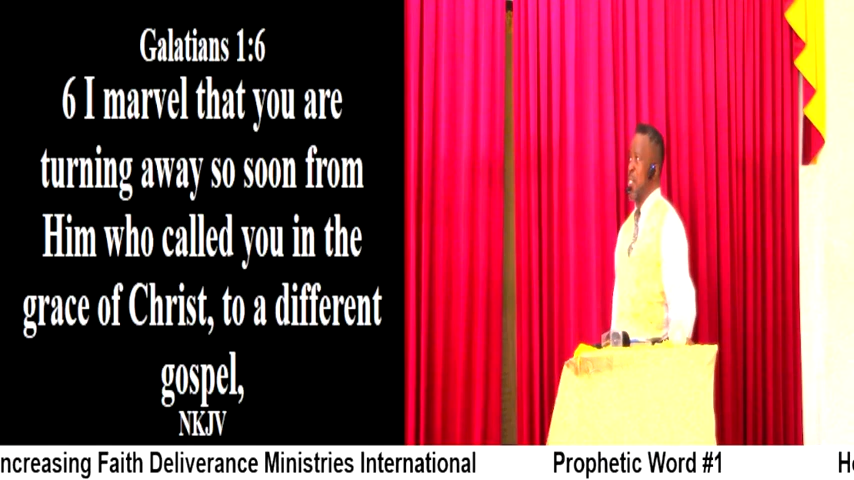 Galatians 1:6
6 I marvel that you are
turning away so soon from
Him who called you in the
grace of Christ, to a different
gospel,
NKJV
ncreasing Faith Deliverance Ministries International Prophetic Word #1 H